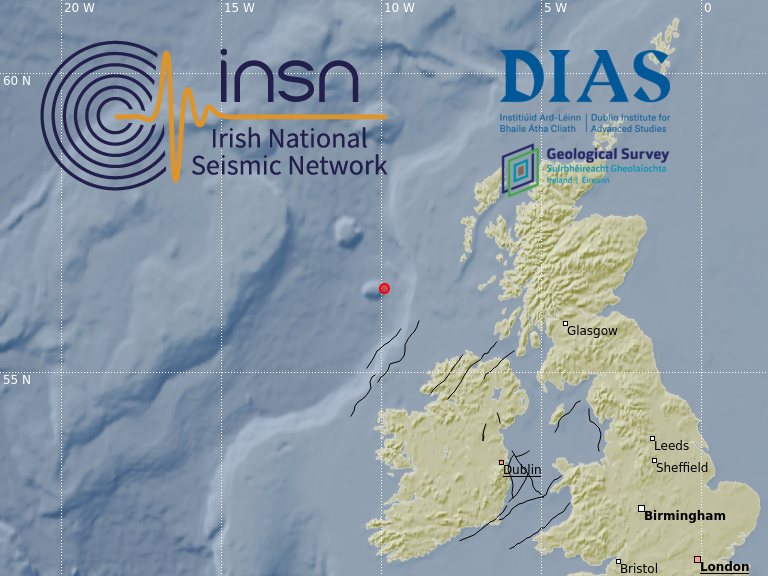 20 W
15 W
10 W
5 W
0
60 N
insn
Irish National
Seismic Network
DIAS
Institiúid Ard-Léinn | Dublin Institute for
Bhaile Átha Cliath | Advanced Studies
Geological Survey
Suirbhéireacht Gheolaíochta
Ireland | Éireann
Glasgow
55 N
Leeds
Sheffield
Dublin
Birmingham
Bristol
London